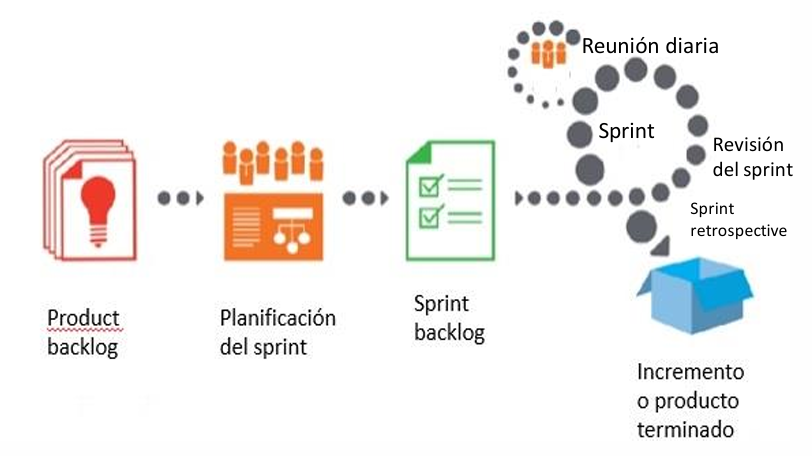 Product
backlog
Planificación
del sprint
Sprint
backlog
Reunión diaria
Sprint
Revisión
del sprint
Sprint
retrospective
Incremento
o producto
terminado